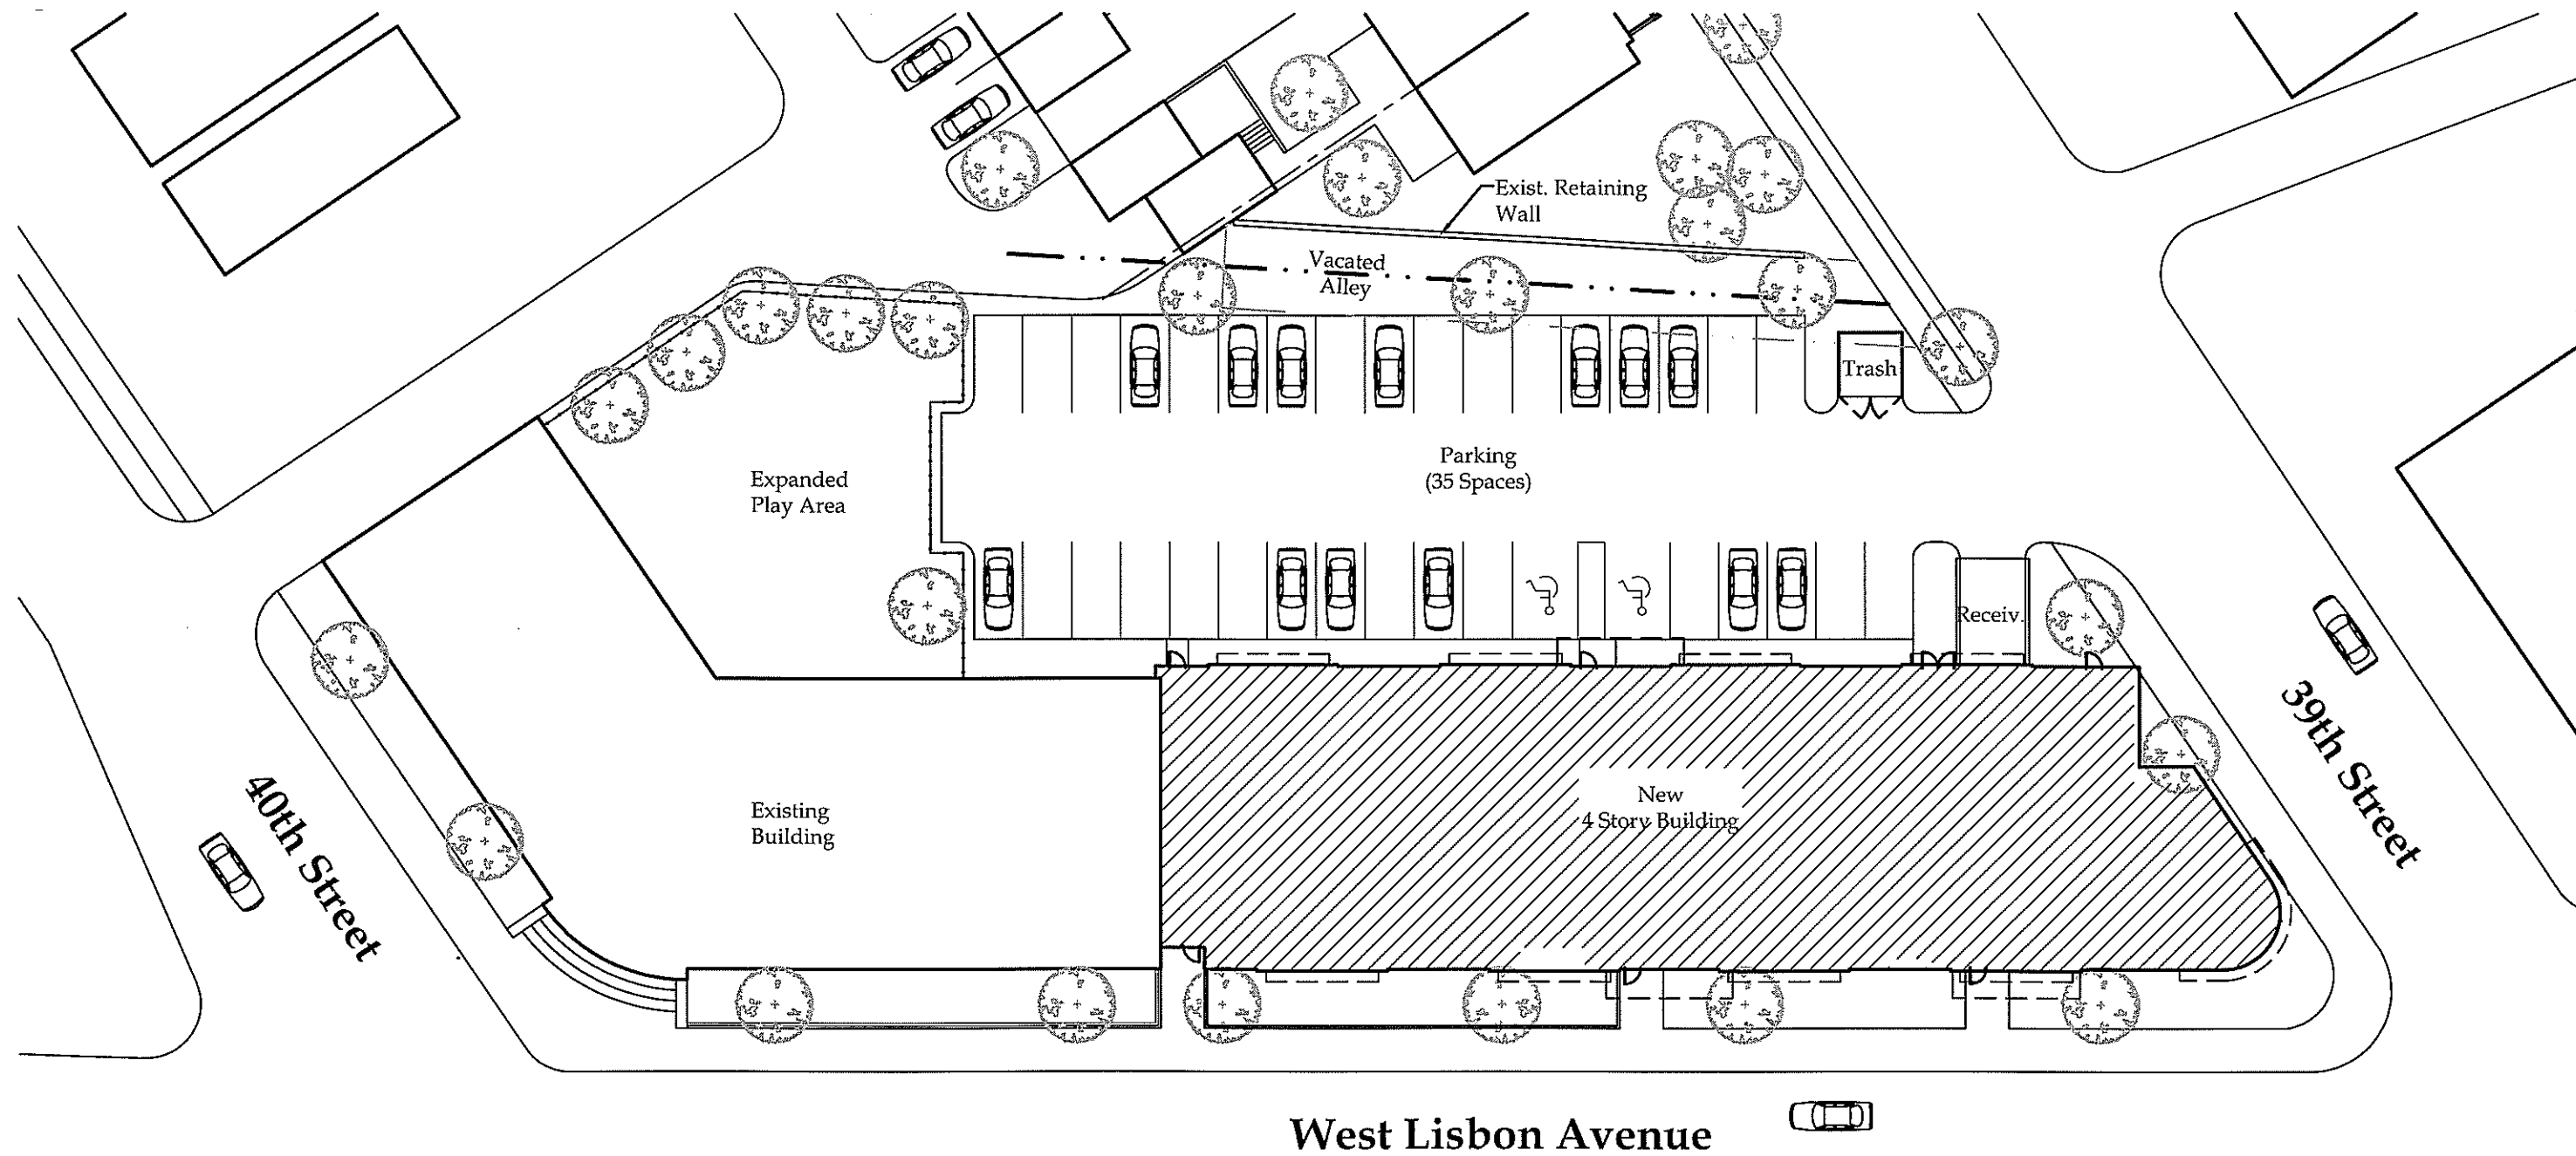 Exist. Retaining
Wall
Vacated
Alley
Trash
Parking
(35 Spaces)
Expanded
Play Area
Receiv.
39th Street
40th Street
Existing
Building
New
4 Story Building
West Lisbon Avenue